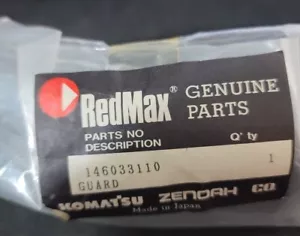 RedMax® GENUINE
PARTS
PARTS NO
DESCRIPTION Q'ty
146033110 1
GUARD
KOMATSU ZENOAH CO.
Made in Japan